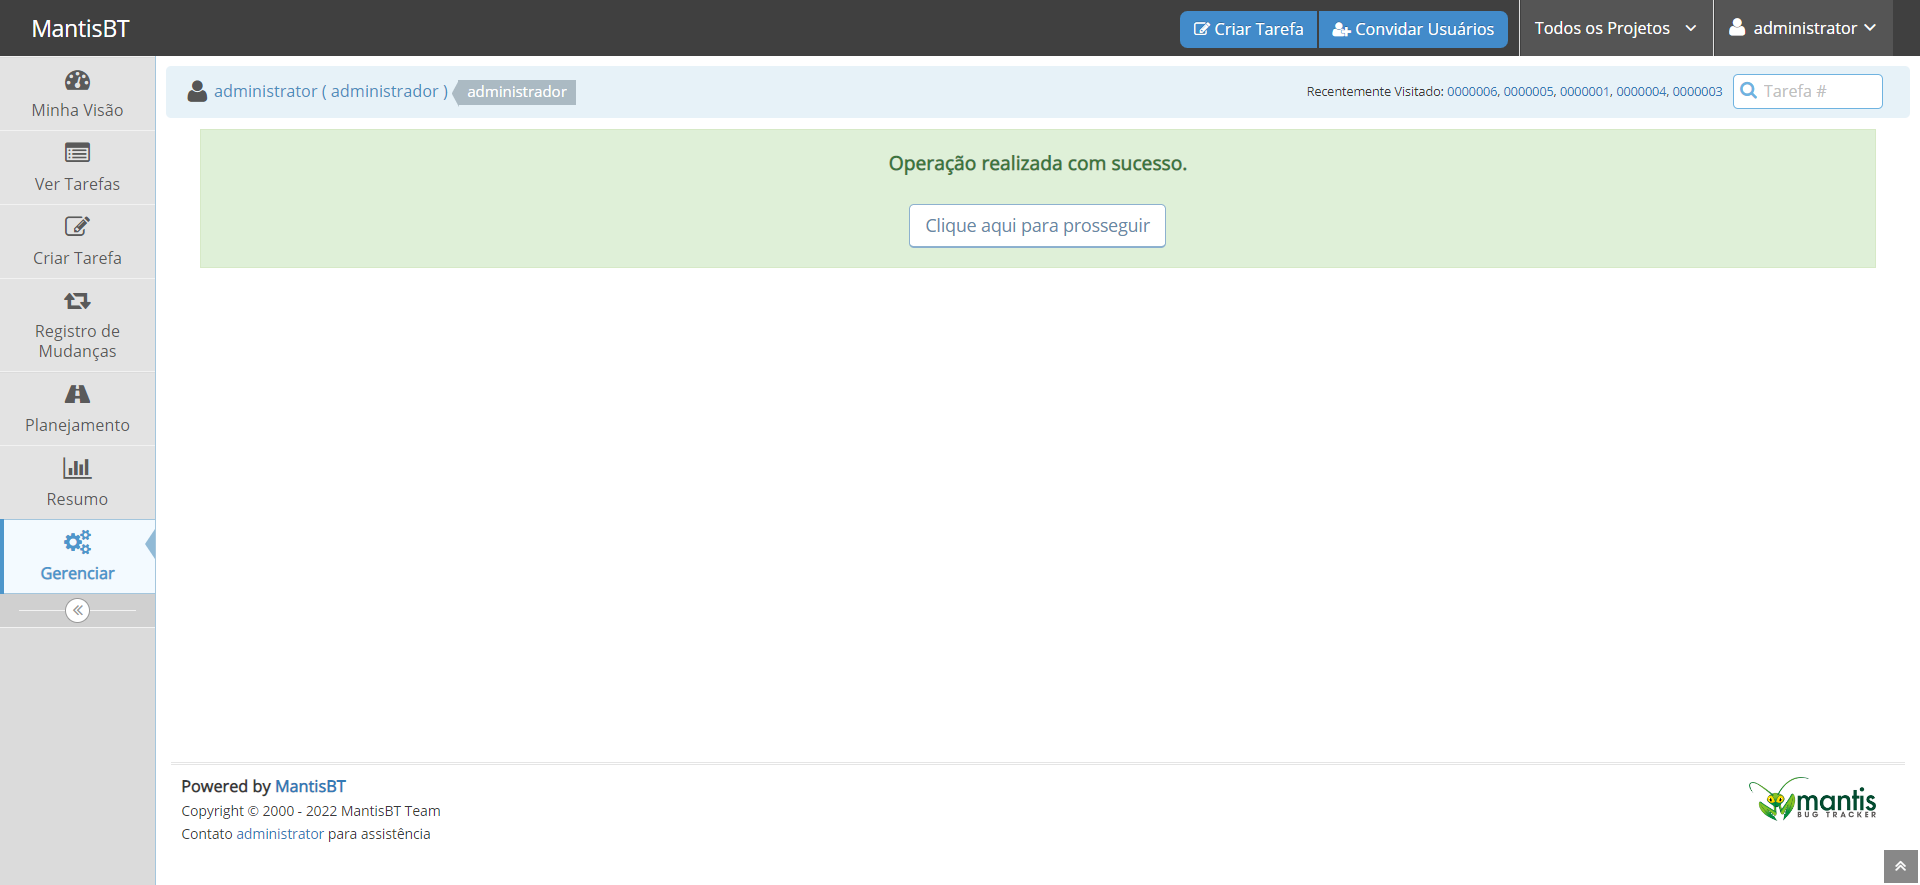 MantisBT
Criar Tarefa
Convidar Usuários
Todos os Projetos
administrator
administrator ( administrador )
administrador
Recentemente Visitado: 0000006, 0000005, 0000001, 0000004, 0000003
Tarefa #
Minha Visão
Ver Tarefas
Criar Tarefa
Registro de
Mudanças
Planejamento
Resumo
Gerenciar
Operação realizada com sucesso.
Clique aqui para prosseguir
Powered by MantisBT
Copyright © 2000 - 2022 MantisBT Team
Contato administrator para assistência
mantis
BUG TRACKER